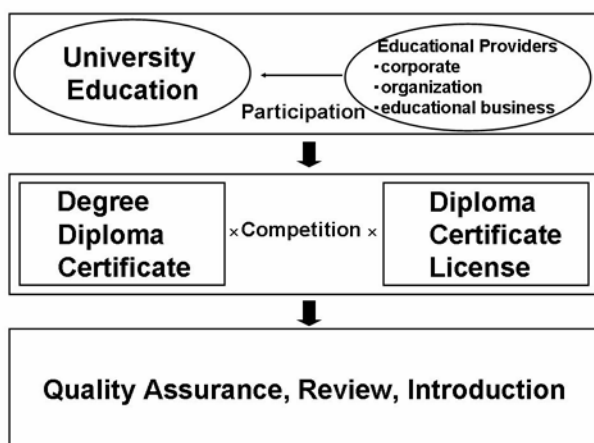 University
Education
Educational Providers
・corporate
・organization
・educational business
Participation
Degree
Diploma
Certificate
×Competition ×
Diploma
Certificate
License
Quality Assurance, Review, Introduction